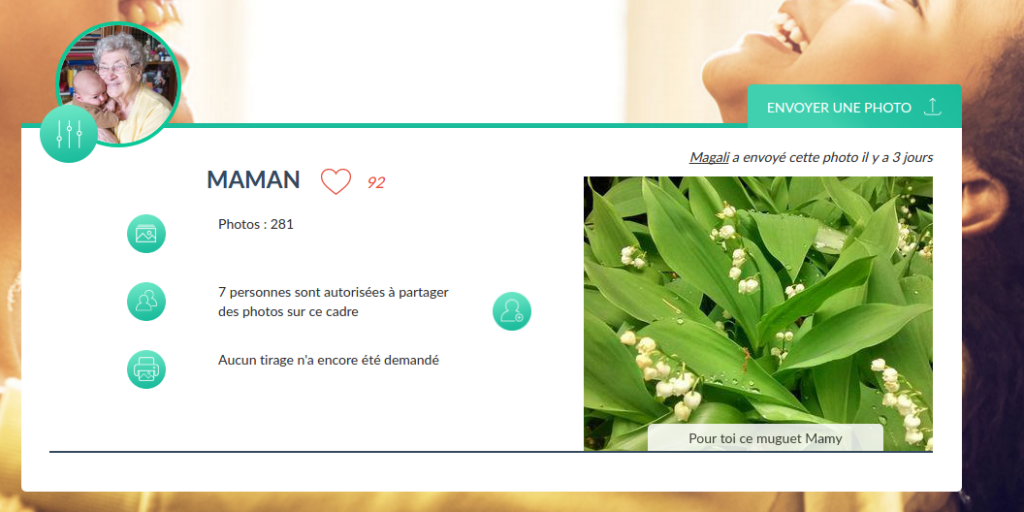 ENVOYER UNE PHOTO
Magali a envoyé cette photo il y a 3 jours
MAMAN 92
Photos : 281
7 personnes sont autorisées à partager
des photos sur ce cadre
Aucun tirage n'a encore été demandé
Pour toi ce muguet Mamy